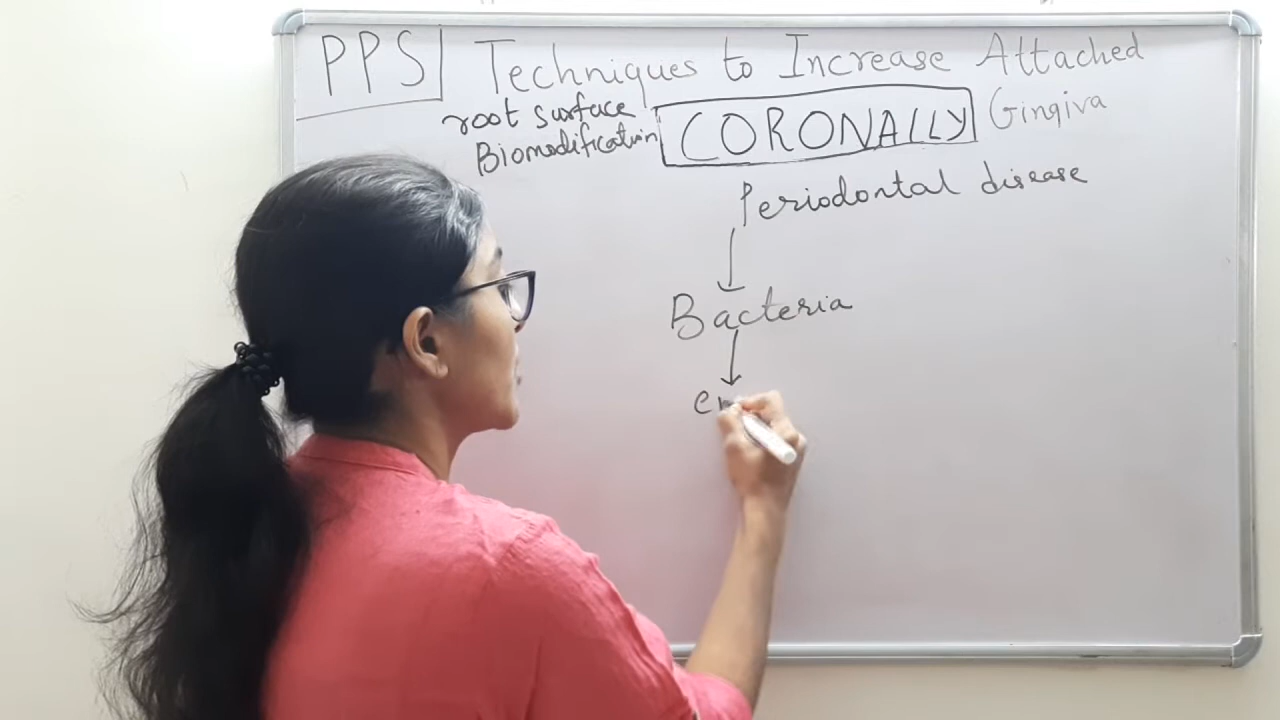 PPS Techniques to Increase Attached
root surface CORONALLY Gingiva
Biomodification
Periodontal disease
Bacteria